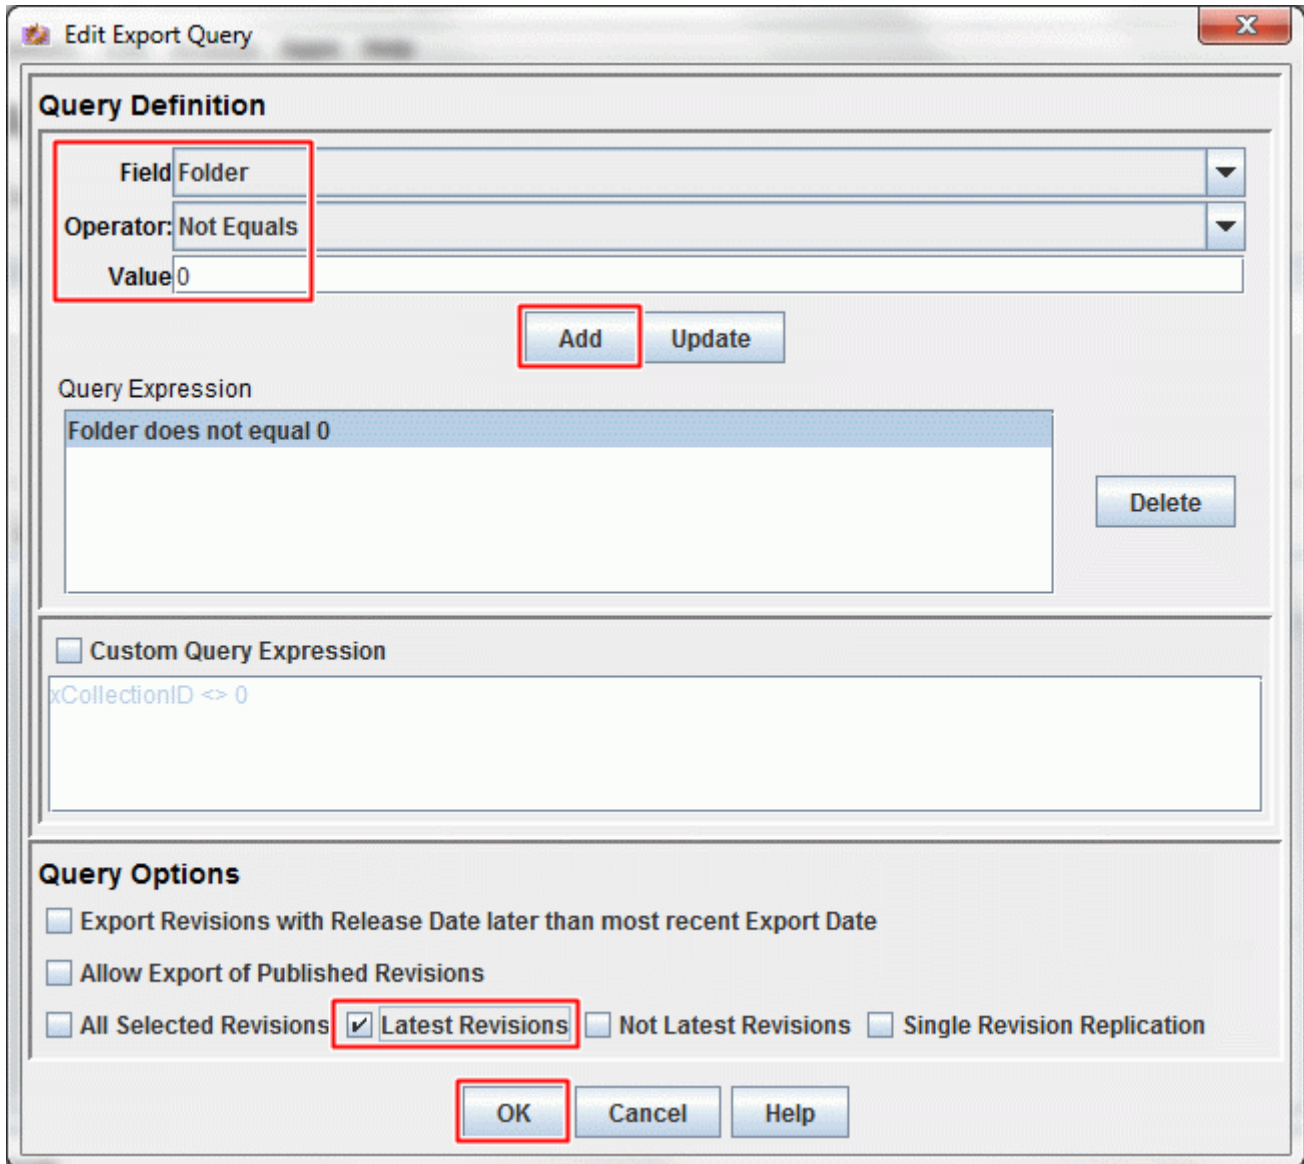 Edit Export Query
Query Definition
Field Folder
Operator: Not Equals
Value 0
Add Update
Query Expression
Folder does not equal 0
Delete
Custom Query Expression
xCollectionID <> 0
Query Options
Export Revisions with Release Date later than most recent Export Date
Allow Export of Published Revisions
All Selected Revisions Latest Revisions Not Latest Revisions Single Revision Replication
OK Cancel Help